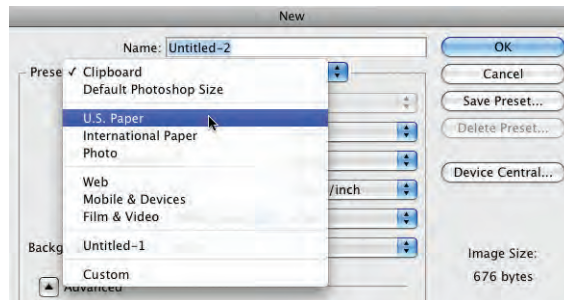 New
Name: Untitled-2
OK
Prese ✓ Clipboard
Cancel
Default Photoshop Size
Save Preset...
U.S. Paper
International Paper
Delete Preset...
Photo
Device Central...
Web
/inch
Mobile & Devices
Film & Video
Backg
Untitled-1
Image Size:
Custom
676 bytes
Advanced